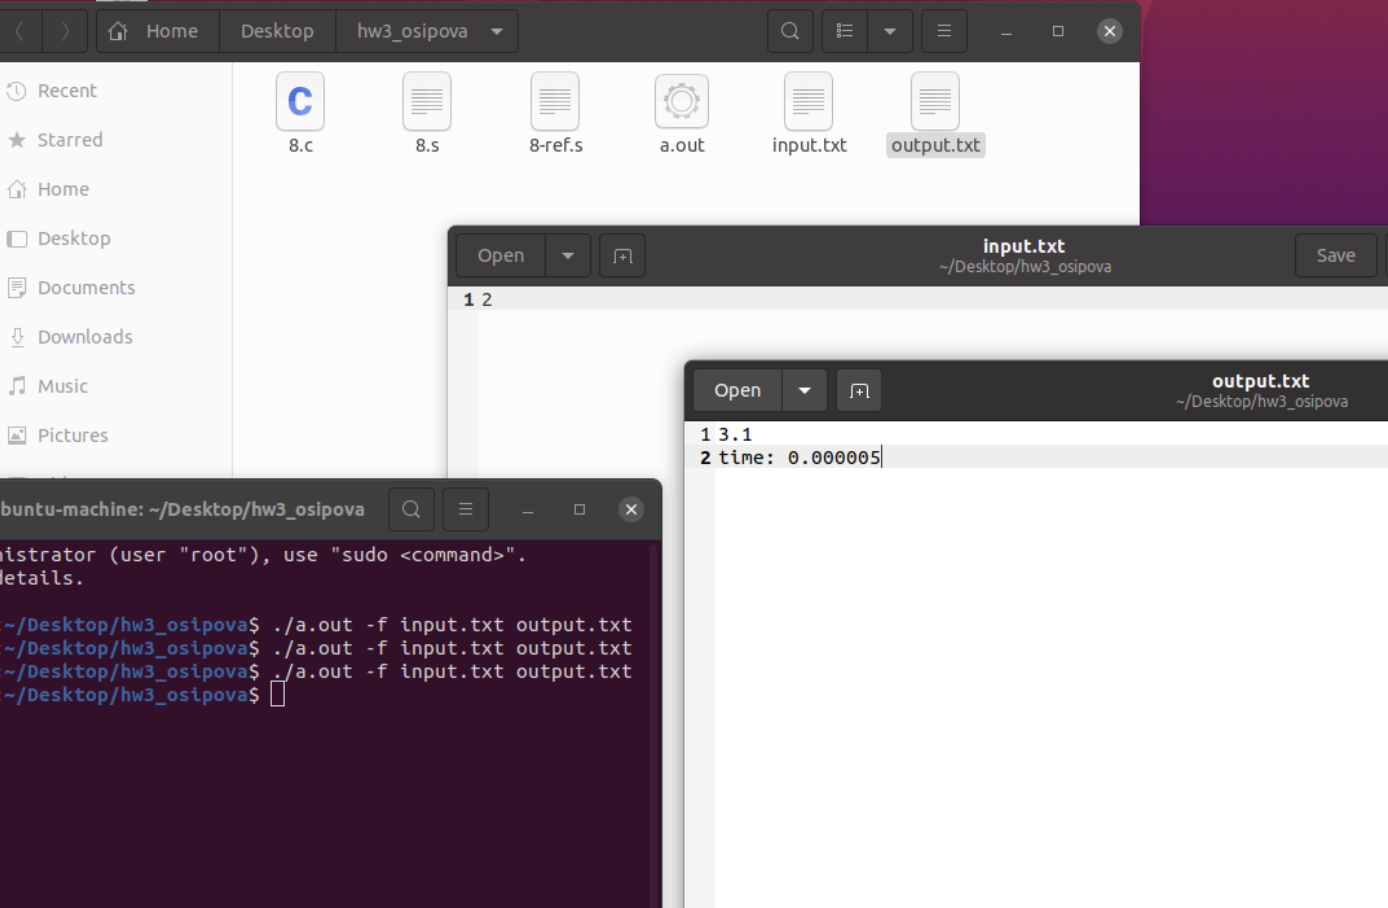 Home Desktop hw3_osipova
Recent
Starred
Home
Desktop
Documents
Downloads
Music
Pictures
C
8.c 8.s 8-ref.s a.out input.txt output.txt
Open input.txt Save
~/Desktop/hw3_osipova
1 2
Open output.txt
~/Desktop/hw3_osipova
1 3.1
2 time: 0.000005
buntu-machine: ~/Desktop/hw3_osipova
nistrator (user "root"), use "sudo <command>".
details.
:~/Desktop/hw3_osipova$ ./a.out -f input.txt output.txt
:~/Desktop/hw3_osipova$ ./a.out -f input.txt output.txt
:~/Desktop/hw3_osipova$ ./a.out -f input.txt output.txt
:~/Desktop/hw3_osipova$